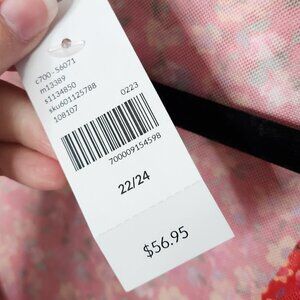 c700-56071
m13389
s1134850
sku601125788
108107
0223
700009154598
22/24
$56.95